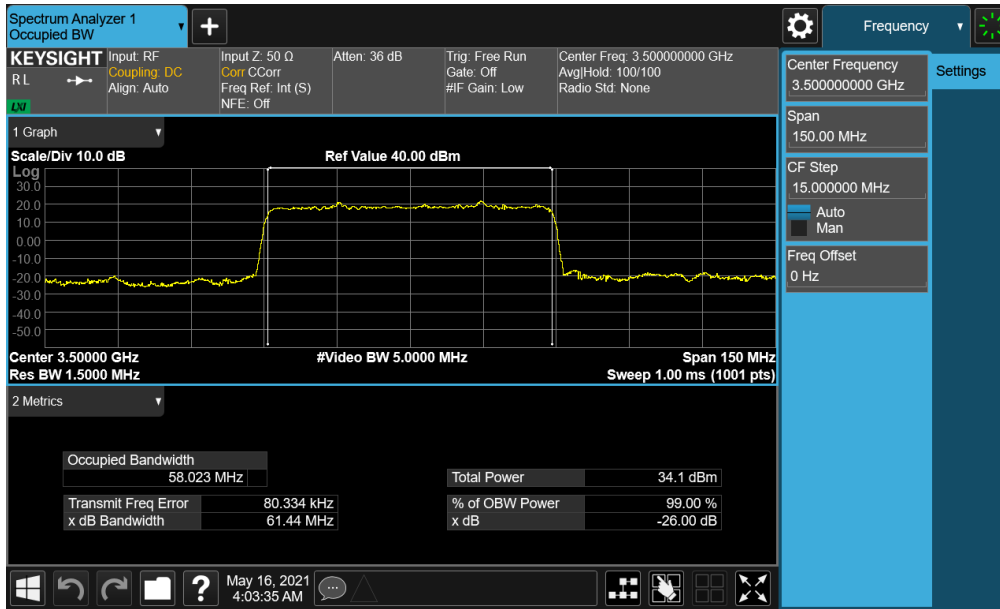 Spectrum Analyzer 1
Occupied BW
+
Frequency
KEYSIGHT
R L
LXI
Input: RF
Coupling: DC
Align: Auto
Input Z: 50 Ω
Corr CCorr
Freq Ref: Int (S)
NFE: Off
Atten: 36 dB
Trig: Free Run
Gate: Off
#IF Gain: Low
Center Freq: 3.500000000 GHz
Avg|Hold: 100/100
Radio Std: None
Center Frequency
3.500000000 GHz
Settings
Span
150.00 MHz
CF Step
15.000000 MHz
Auto
Man
Freq Offset
0 Hz
1 Graph
Scale/Div 10.0 dB
Ref Value 40.00 dBm
Log
30.0
20.0
10.0
0.00
-10.0
-20.0
-30.0
-40.0
-50.0
Center 3.50000 GHz
#Video BW 5.0000 MHz
Span 150 MHz
Res BW 1.5000 MHz
Sweep 1.00 ms (1001 pts)
2 Metrics
Occupied Bandwidth
58.023 MHz
Total Power 34.1 dBm
Transmit Freq Error 80.334 kHz
% of OBW Power 99.00 %
x dB Bandwidth 61.44 MHz
x dB -26.00 dB
?
May 16, 2021
4:03:35 AM